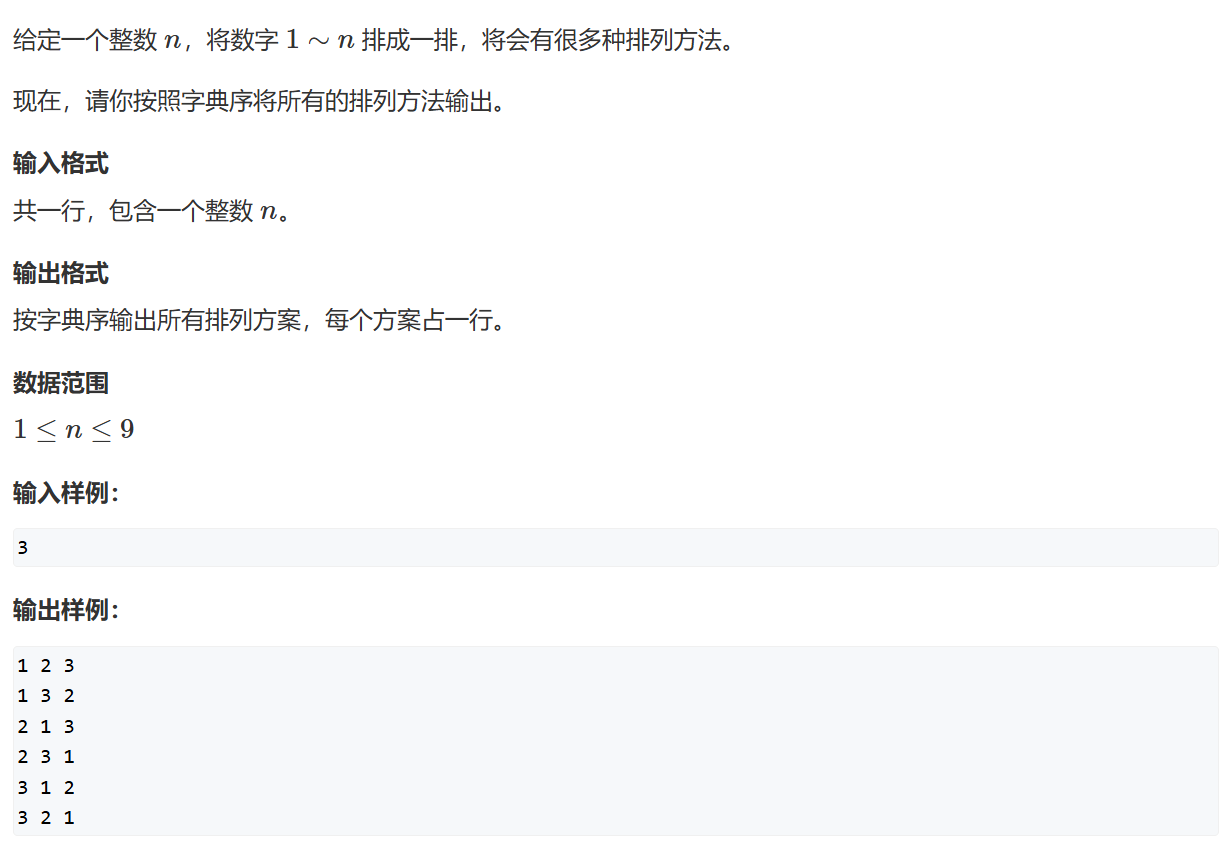 给定一个整数 n，将数字 1 ∼ n 排成一排，将会有很多种排列方法。
现在，请你按照字典序将所有的排列方法输出。
输入格式
共一行，包含一个整数 n。
输出格式
按字典序输出所有排列方案，每个方案占一行。
数据范围
1 ≤ n ≤ 9
输入样例：
3
输出样例：
1 2 3
1 3 2
2 1 3
2 3 1
3 1 2
3 2 1